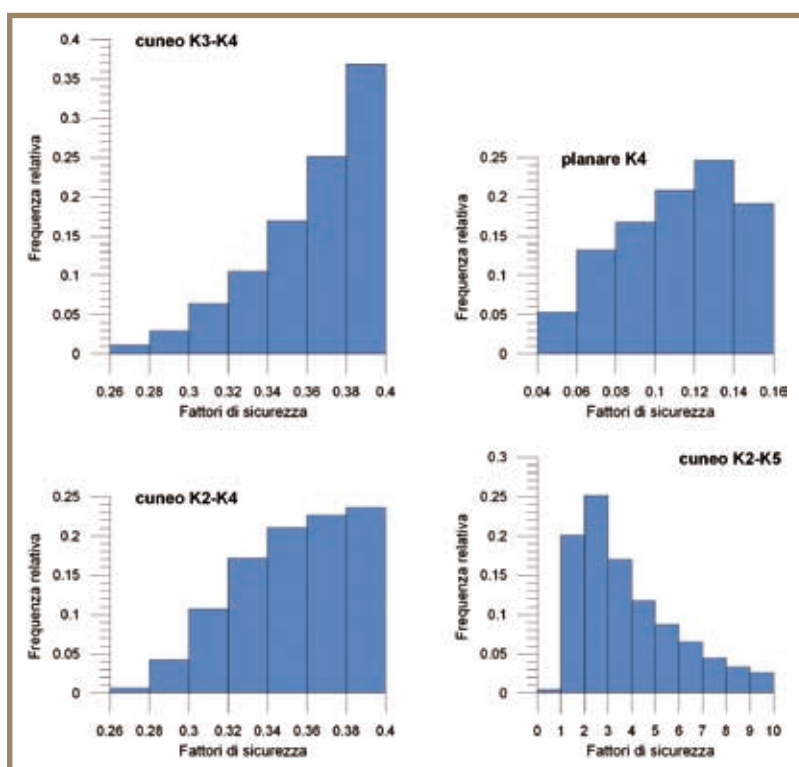 cuneo K3-K4
0.4
0.35
0.3
0.25
0.2
0.15
0.1
0.05
0
Frequenza relativa
0.26 0.28 0.3 0.32 0.34 0.36 0.38 0.4
Fattori di sicurezza
planare K4
0.25
0.2
0.15
0.1
0.05
0
Frequenza relativa
0.04 0.06 0.08 0.1 0.12 0.14 0.16
Fattori di sicurezza
cuneo K2-K4
0.25
0.2
0.15
0.1
0.05
0
Frequenza relativa
0.26 0.28 0.3 0.32 0.34 0.36 0.38 0.4
Fattori di sicurezza
cuneo K2-K5
0.3
0.25
0.2
0.15
0.1
0.05
0
Frequenza relativa
0 1 2 3 4 5 6 7 8 9 10
Fattori di sicurezza